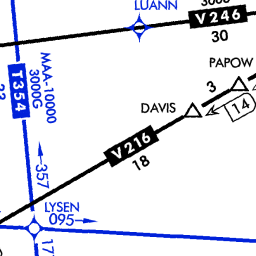 LUANN
V246
30
PAPOW
3
14
DAVIS
T354
MAA-10000
3000G
V216
18
357
LYSEN
095